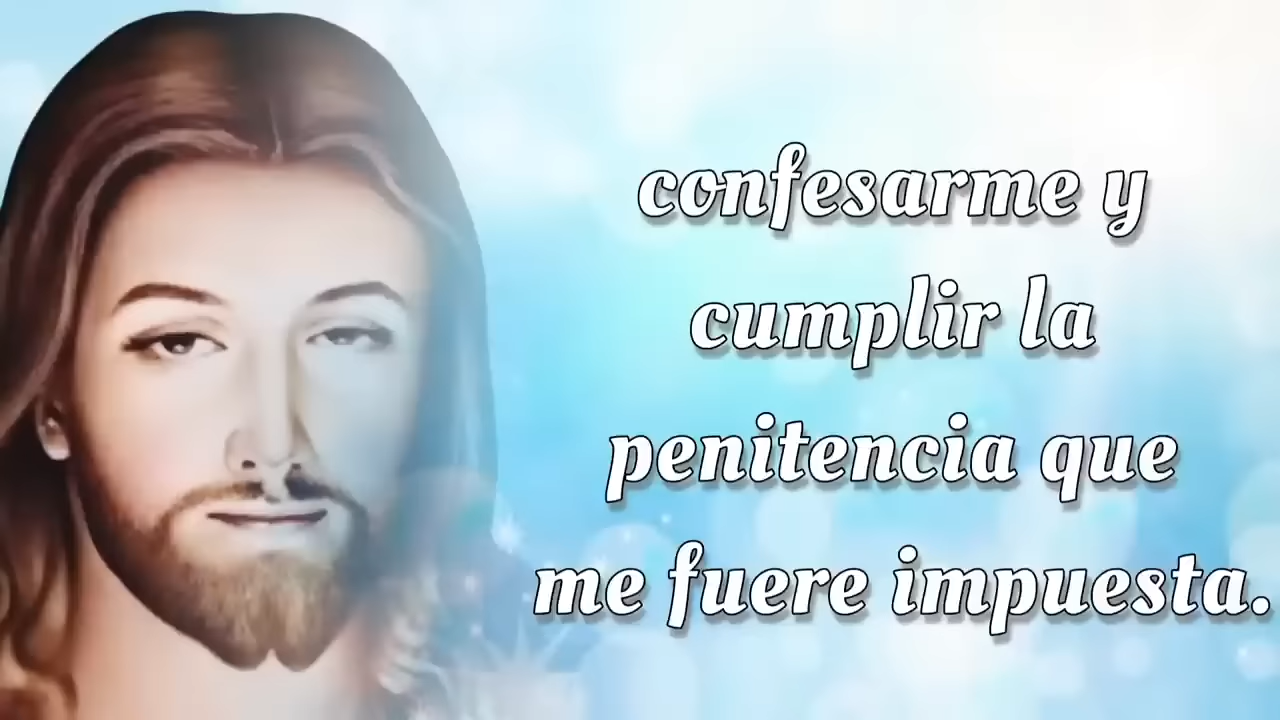 confesarme y
cumplir la
penitencia que
me fuere impuesta.